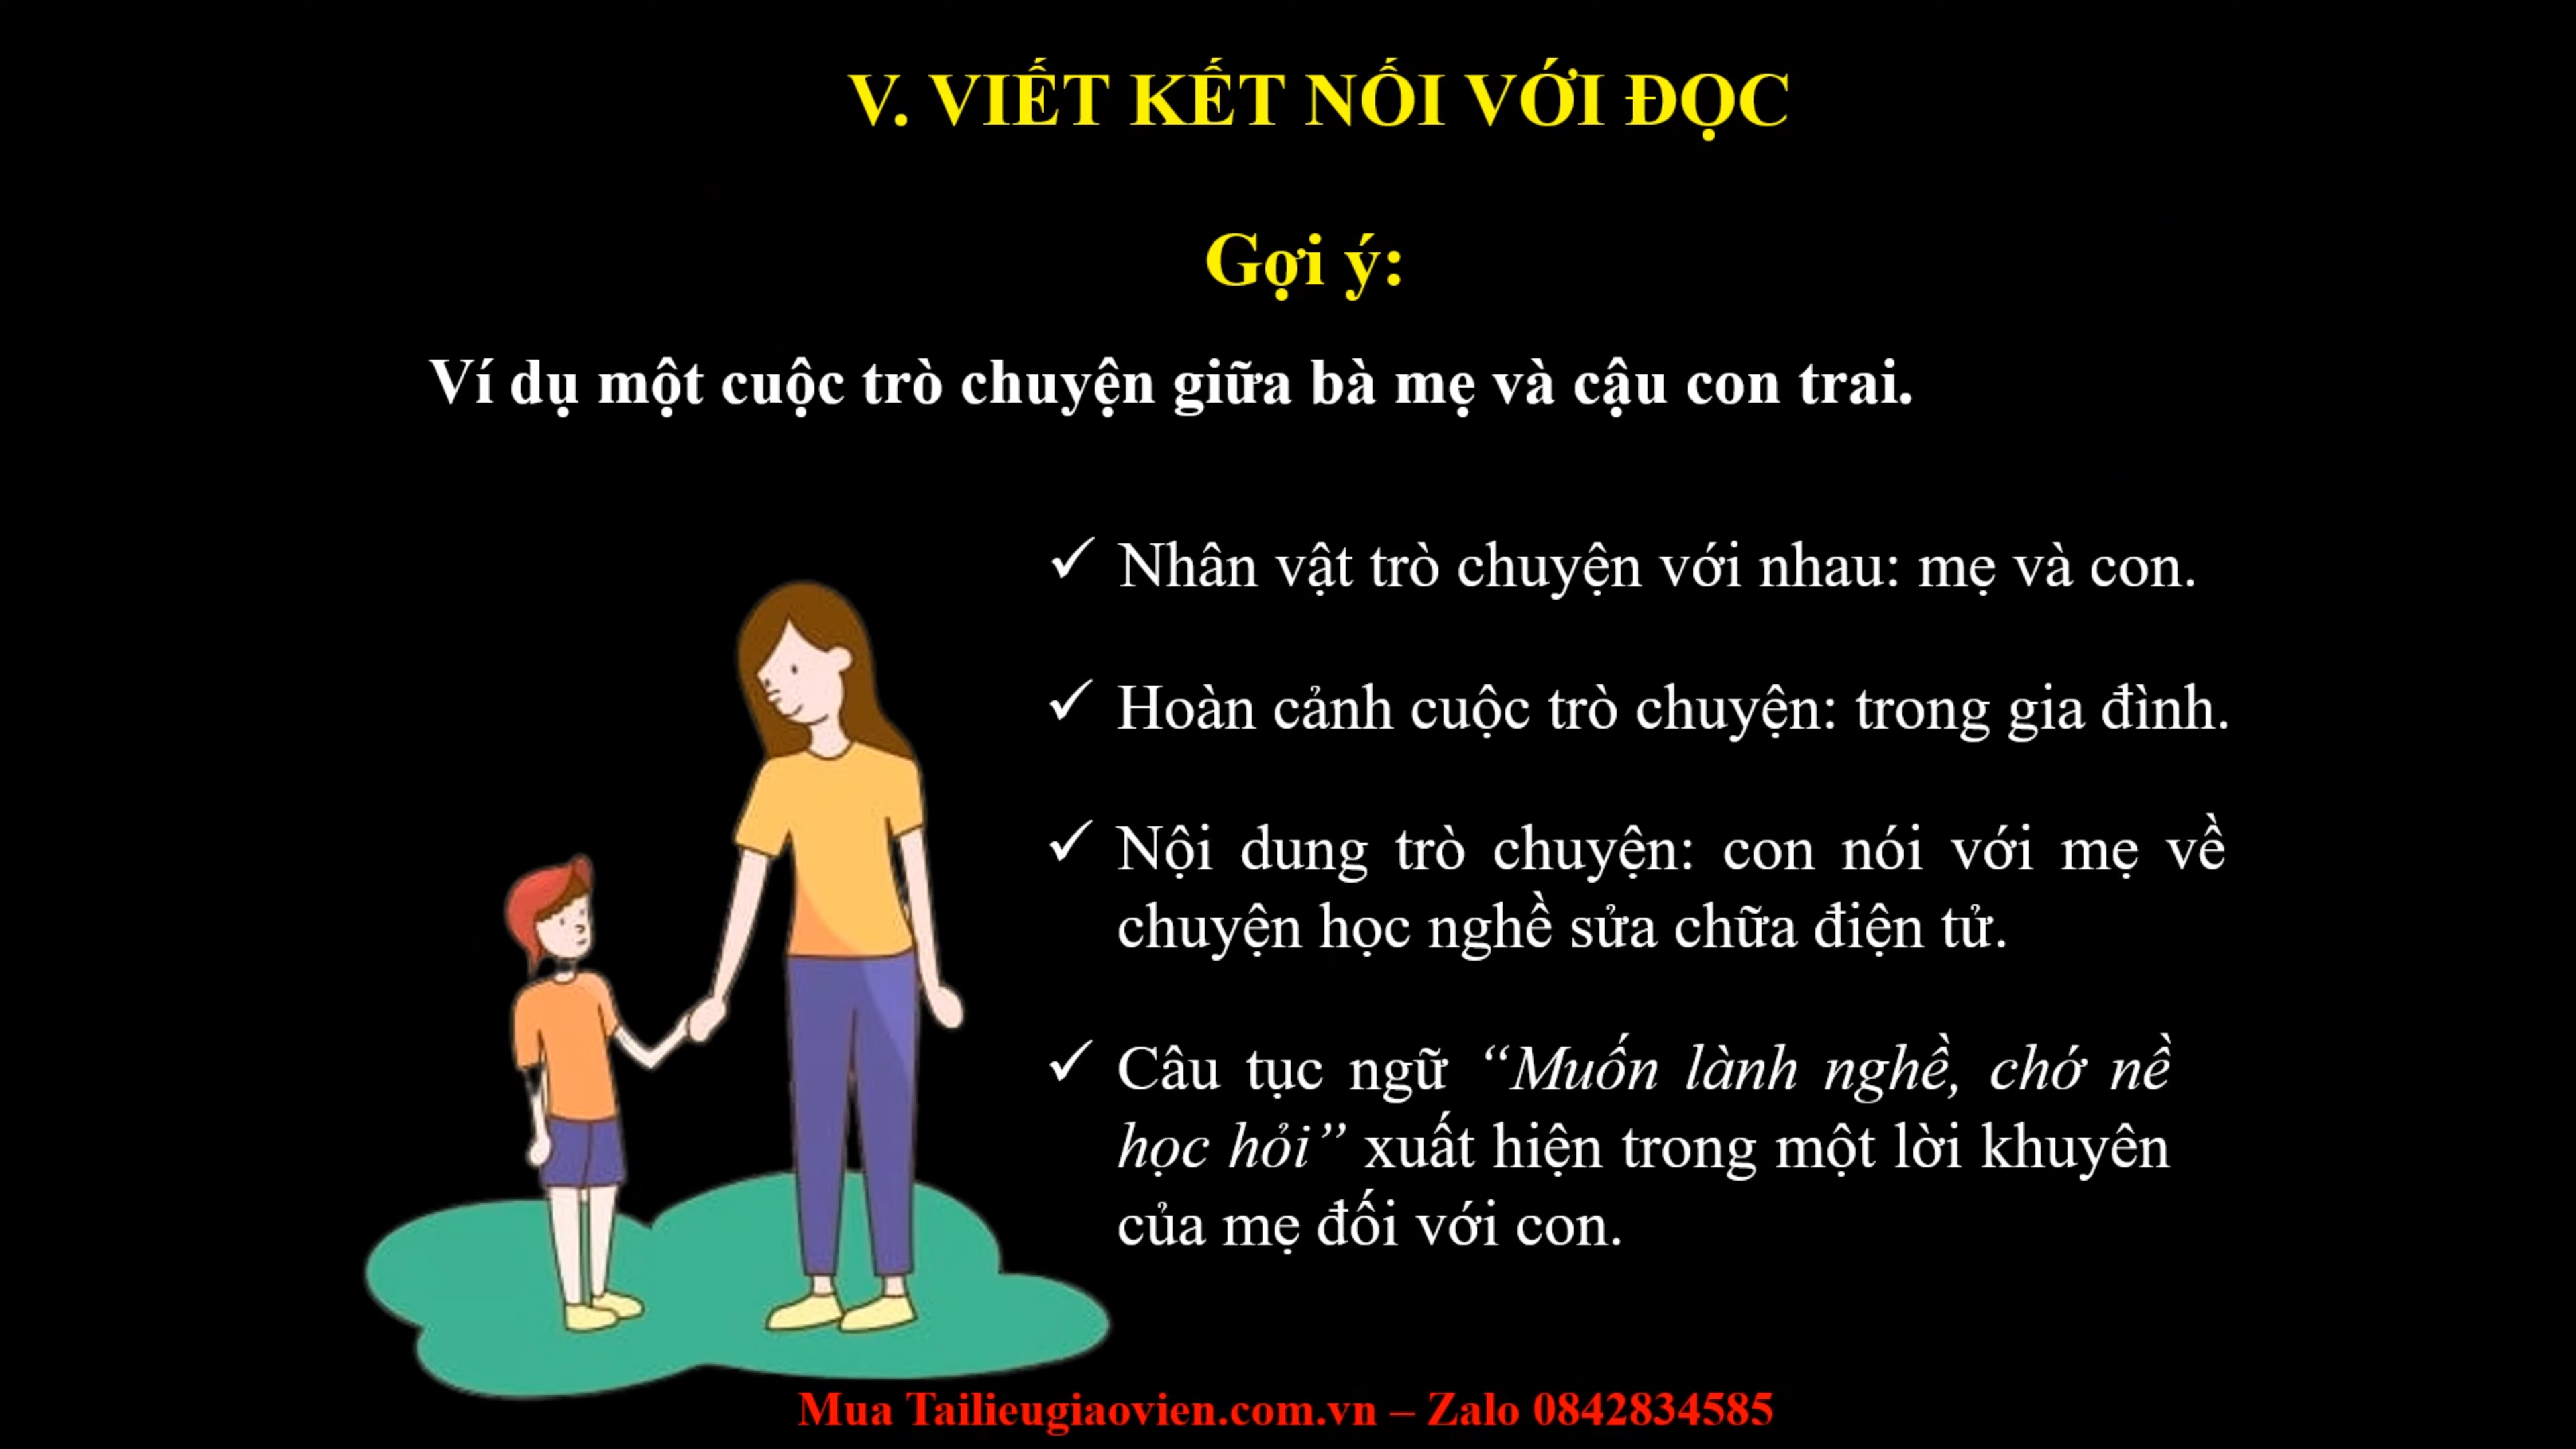 V. VIẾT KẾT NỐI VỚI ĐỌC
Gợi ý:
Ví dụ một cuộc trò chuyện giữa bà mẹ và cậu con trai.
✓ Nhân vật trò chuyện với nhau: mẹ và con.
✓ Hoàn cảnh cuộc trò chuyện: trong gia đình.
✓ Nội dung trò chuyện: con nói với mẹ về
chuyện học nghề sửa chữa điện tử.
✓ Câu tục ngữ “Muốn lành nghề, chớ nề
học hỏi” xuất hiện trong một lời khuyên
của mẹ đối với con.
Mua Tailieugiaovien.com.vn – Zalo 0842834585